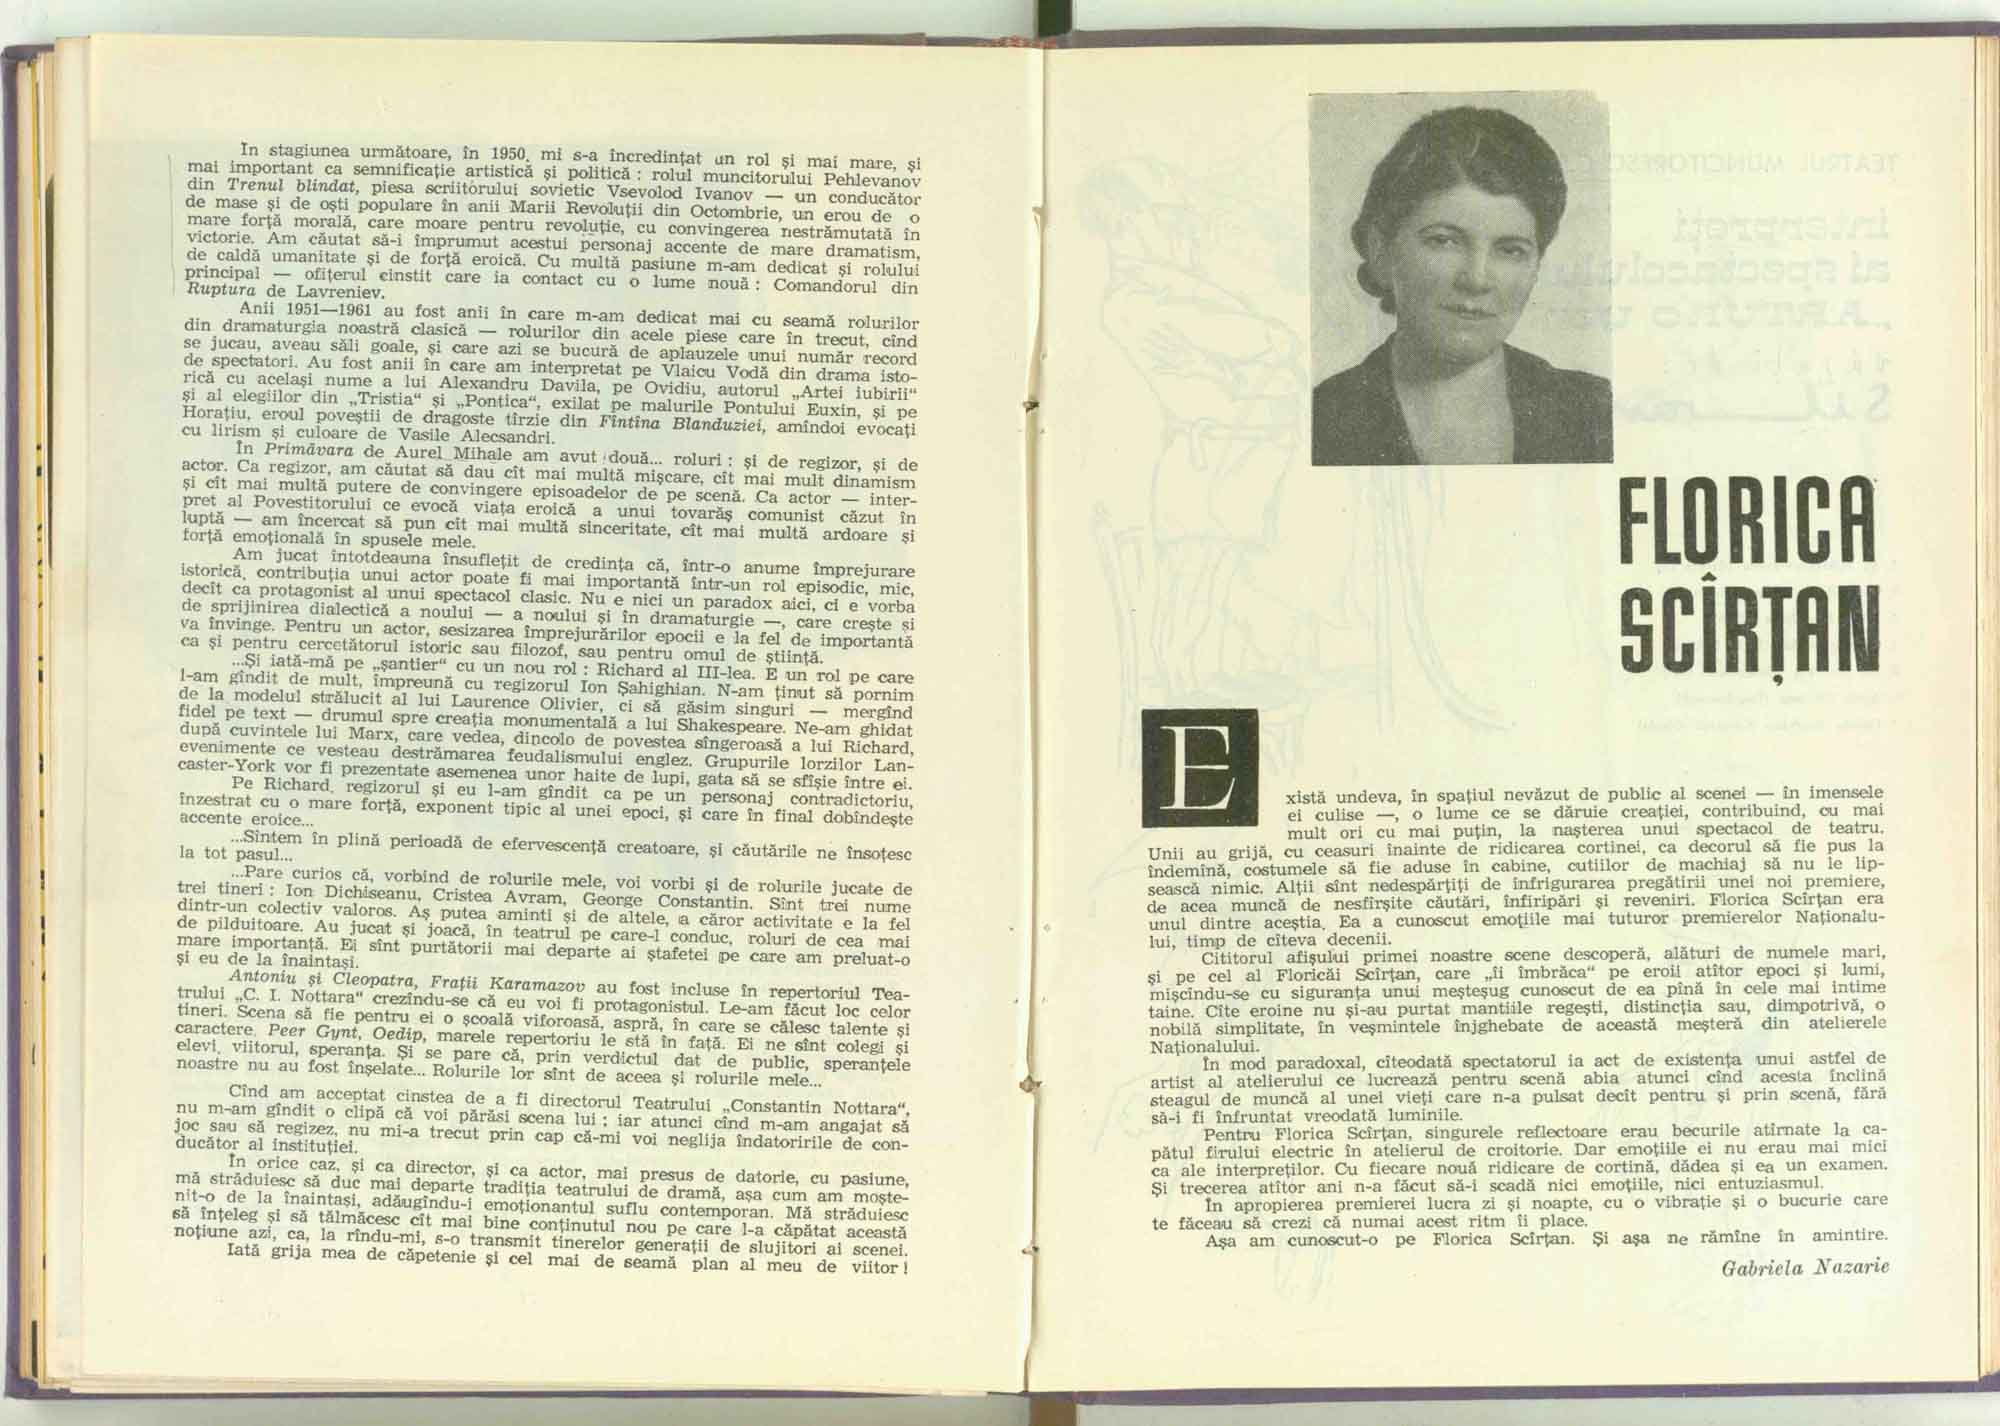 In stagiunea următoare, în 1950, mi s-a încredințat un rol și mai mare, și
mai important ca semnificație artistică și politică : rolul muncitorului Pehlevanov
din Trenul blindat, piesa scriitorului sovietic Vsevolod Ivanov — un conducător
de mase și de oști populare în anii Marii Revoluții din Octombrie, un erou de o
mare forță morală, care moare pentru revoluție, cu convingerea nestrămutată în
victorie. Am căutat să-i împrumut acestui personaj accente de mare dramatism,
de caldă umanitate și de forță eroică. Cu multă pasiune m-am dedicat și rolului
principal — ofițerul cinstit care ia contact cu o lume nouă : Comandorul din
Ruptura de Lavreniev.
Anii 1951—1961 au fost anii în care m-am dedicat mai cu seamă rolurilor
din dramaturgia noastră clasică — rolurilor din acele piese care în trecut, cînd
se jucau, aveau săli goale, și care azi se bucură de aplauzele unui număr record
de spectatori. Au fost anii în care am interpretat pe Vlaicu Vodă din drama isto-
rică cu același nume a lui Alexandru Davila, pe Ovidiu, autorul „Artei iubirii“
și al elegiilor din „Tristia“ și „Pontica“, exilat pe malurile Pontului Euxin, și pe
Horațiu, eroul poveștii de dragoste tîrzie din Fîntîna Blanduziei, amîndoi evocați
cu lirism și culoare de Vasile Alecsandri.
În Primăvara de Aurel Mihale am avut două... roluri : și de regizor, și de
actor. Ca regizor, am căutat să dau cît mai multă mișcare, cît mai mult dinamism
și cît mai multă putere de convingere episoadelor de pe scenă. Ca actor — inter-
pret al Povestitorului ce evocă viața eroică a unui tovarăș comunist căzut în
luptă — am încercat să pun cît mai multă sinceritate, cît mai multă ardoare și
forță emoțională în spusele mele.
Am jucat întotdeauna însuflețit de credința că, într-o anume împrejurare
istorică, contribuția unui actor poate fi mai importantă într-un rol episodic, mic,
decît ca protagonist al unui spectacol clasic. Nu e nici un paradox aici, ci e vorba
de sprijinirea dialectică a noului — a noului și în dramaturgie —, care crește și
va învinge. Pentru un actor, sesizarea împrejurărilor epocii e la fel de importantă
ca și pentru cercetătorul istoric sau filozof, sau pentru omul de știință.
...Și iată-mă pe „șantier“ cu un nou rol : Richard al III-lea. E un rol pe care
l-am gîndit de mult, împreună cu regizorul Ion Șahighian. N-am ținut să pornim
de la modelul strălucit al lui Laurence Olivier, ci să găsim singuri — mergînd
fidel pe text — drumul spre creația monumentală a lui Shakespeare. Ne-am ghidat
după cuvintele lui Marx, care vedea, dincolo de povestea sîngeroasă a lui Richard,
evenimente ce vesteau destrămarea feudalismului englez. Grupurile lorzilor Lan-
caster-York vor fi prezentate asemenea unor haite de lupi, gata să se sfîșie între ei.
Pe Richard, regizorul și eu l-am gîndit ca pe un personaj contradictoriu,
înzestrat cu o mare forță, exponent tipic al unei epoci, și care în final dobîndește
accente eroice...
...Sîntem în plină perioadă de efervescență creatoare, și căutările ne însoțesc
la tot pasul...
...Pare curios că, vorbind de rolurile mele, voi vorbi și de rolurile jucate de
trei tineri : Ion Dichiseanu, Cristea Avram, George Constantin. Sînt trei nume
dintr-un colectiv valoros. Aș putea aminti și de altele, a căror activitate e la fel
de pilduitoare. Au jucat și joacă, în teatrul pe care-l conduc, roluri de cea mai
mare importanță. Ei sînt purtătorii mai departe ai ștafetei pe care am preluat-o
și eu de la înaintași.
Antoniu și Cleopatra, Frații Karamazov au fost incluse în repertoriul Tea-
trului „C. I. Nottara“ crezîndu-se că eu voi fi protagonistul. Le-am făcut loc celor
tineri. Scena să fie pentru ei o școală viforoasă, aspră, în care se călesc talente și
caractere. Peer Gynt, Oedip, marele repertoriu le stă în față. Ei ne sînt colegi și
elevi, viitorul, speranța. Și se pare că, prin verdictul dat de public, speranțele
noastre nu au fost înșelate... Rolurile lor sînt de aceea și rolurile mele...
Cînd am acceptat cinstea de a fi directorul Teatrului „Constantin Nottara“,
nu m-am gîndit o clipă că voi părăsi scena lui ; iar atunci cînd m-am angajat să
joc sau să regizez, nu mi-a trecut prin cap că-mi voi neglija îndatoririle de con-
ducător al instituției.
În orice caz, și ca director, și ca actor, mai presus de datorie, cu pasiune,
mă străduiesc să duc mai departe tradiția teatrului de dramă, așa cum am moște-
nit-o de la înaintași, adăugîndu-i emoționantul suflu contemporan. Mă străduiesc
să înțeleg și să tălmăcesc cît mai bine conținutul nou pe care l-a căpătat această
noțiune azi, ca, la rîndu-mi, s-o transmit tinerelor generații de slujitori ai scenei.
Iată grija mea de căpetenie și cel mai de seamă plan al meu de viitor !
FLORICA
SCÎRȚAN
Există undeva, în spațiul nevăzut de public al scenei — în imensele
ei culise —, o lume ce se dăruie creației, contribuind, cu mai
mult ori cu mai puțin, la nașterea unui spectacol de teatru.
Unii au grijă, cu ceasuri înainte de ridicarea cortinei, ca decorul să fie pus la
îndemînă, costumele să fie aduse în cabine, cutiilor de machiaj să nu le lip-
sească nimic. Alții sînt nedespărțiți de înfrigurarea pregătirii unei noi premiere,
de acea muncă de nesfîrșite căutări, înfiripări și reveniri. Florica Scîrțan era
unul dintre aceștia. Ea a cunoscut emoțiile mai tuturor premierelor Naționalu-
lui, timp de cîteva decenii.
Cititorul afișului primei noastre scene descoperă, alături de numele mari,
și pe cel al Floricăi Scîrțan, care „îi îmbrăca“ pe eroii atîtor epoci și lumi,
mișcîndu-se cu siguranța unui meșteșug cunoscut de ea pînă în cele mai intime
taine. Cîte eroine nu și-au purtat mantiile regești, distincția sau, dimpotrivă, o
nobilă simplitate, în veșmintele înjghebate de această meșteră din atelierele
Naționalului.
În mod paradoxal, cîteodată spectatorul ia act de existența unui astfel de
artist al atelierului ce lucrează pentru scenă abia atunci cînd acesta înclină
steagul de muncă al unei vieți care n-a pulsat decît pentru și prin scenă, fără
să-i fi înfruntat vreodată luminile.
Pentru Florica Scîrțan, singurele reflectoare erau becurile atîrnate la ca-
pătul firului electric în atelierul de croitorie. Dar emoțiile ei nu erau mai mici
ca ale interpreților. Cu fiecare nouă ridicare de cortină, dădea și ea un examen.
Și trecerea atîtor ani n-a făcut să-i scadă nici emoțiile, nici entuziasmul.
În apropierea premierei lucra zi și noapte, cu o vibrație și o bucurie care
te făceau să crezi că numai acest ritm îi place.
Așa am cunoscut-o pe Florica Scîrțan. Și așa ne rămîne în amintire.
Gabriela Nazarie